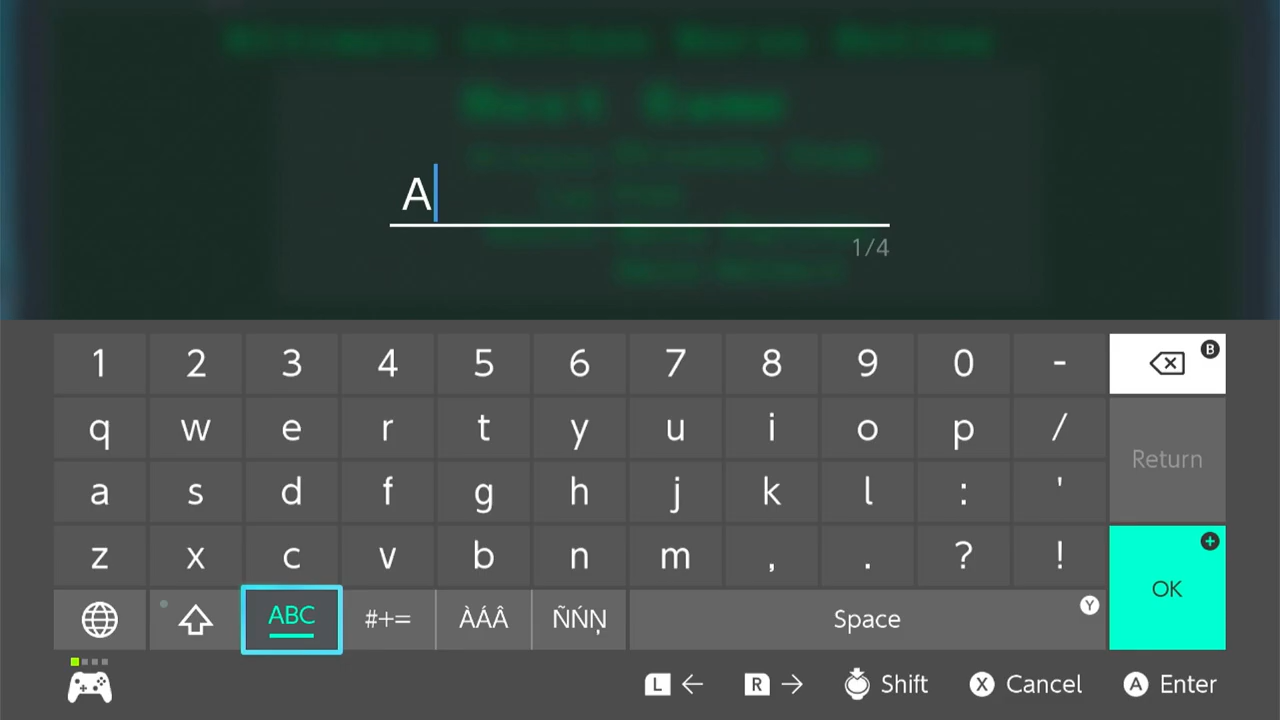 A
1/4
1 2 3 4 5 6 7 8 9 0 - B
q w e r t y u i o p /
Return
a s d f g h j k l : '
z x c v b n m , . ? ! +
OK
ABC #+= ÀÁÂ ÑŃŅ Space Y
L ← R → Shift X Cancel A Enter